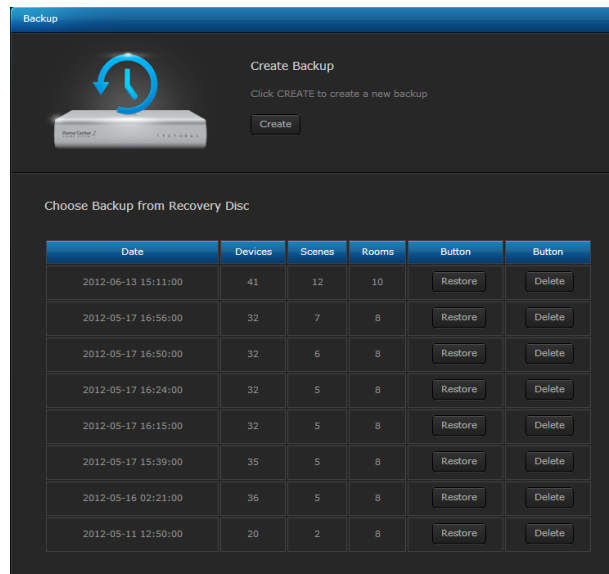 Backup
Create Backup
Click CREATE to create a new backup
Create
Home Center 2
Choose Backup from Recovery Disc
Date Devices Scenes Rooms Button Button
2012-06-13 15:11:00 41 12 10 Restore Delete
2012-05-17 16:56:00 32 7 8 Restore Delete
2012-05-17 16:50:00 32 6 8 Restore Delete
2012-05-17 16:24:00 32 5 8 Restore Delete
2012-05-17 16:15:00 32 5 8 Restore Delete
2012-05-17 15:39:00 35 5 8 Restore Delete
2012-05-16 02:21:00 36 5 8 Restore Delete
2012-05-11 12:50:00 20 2 8 Restore Delete